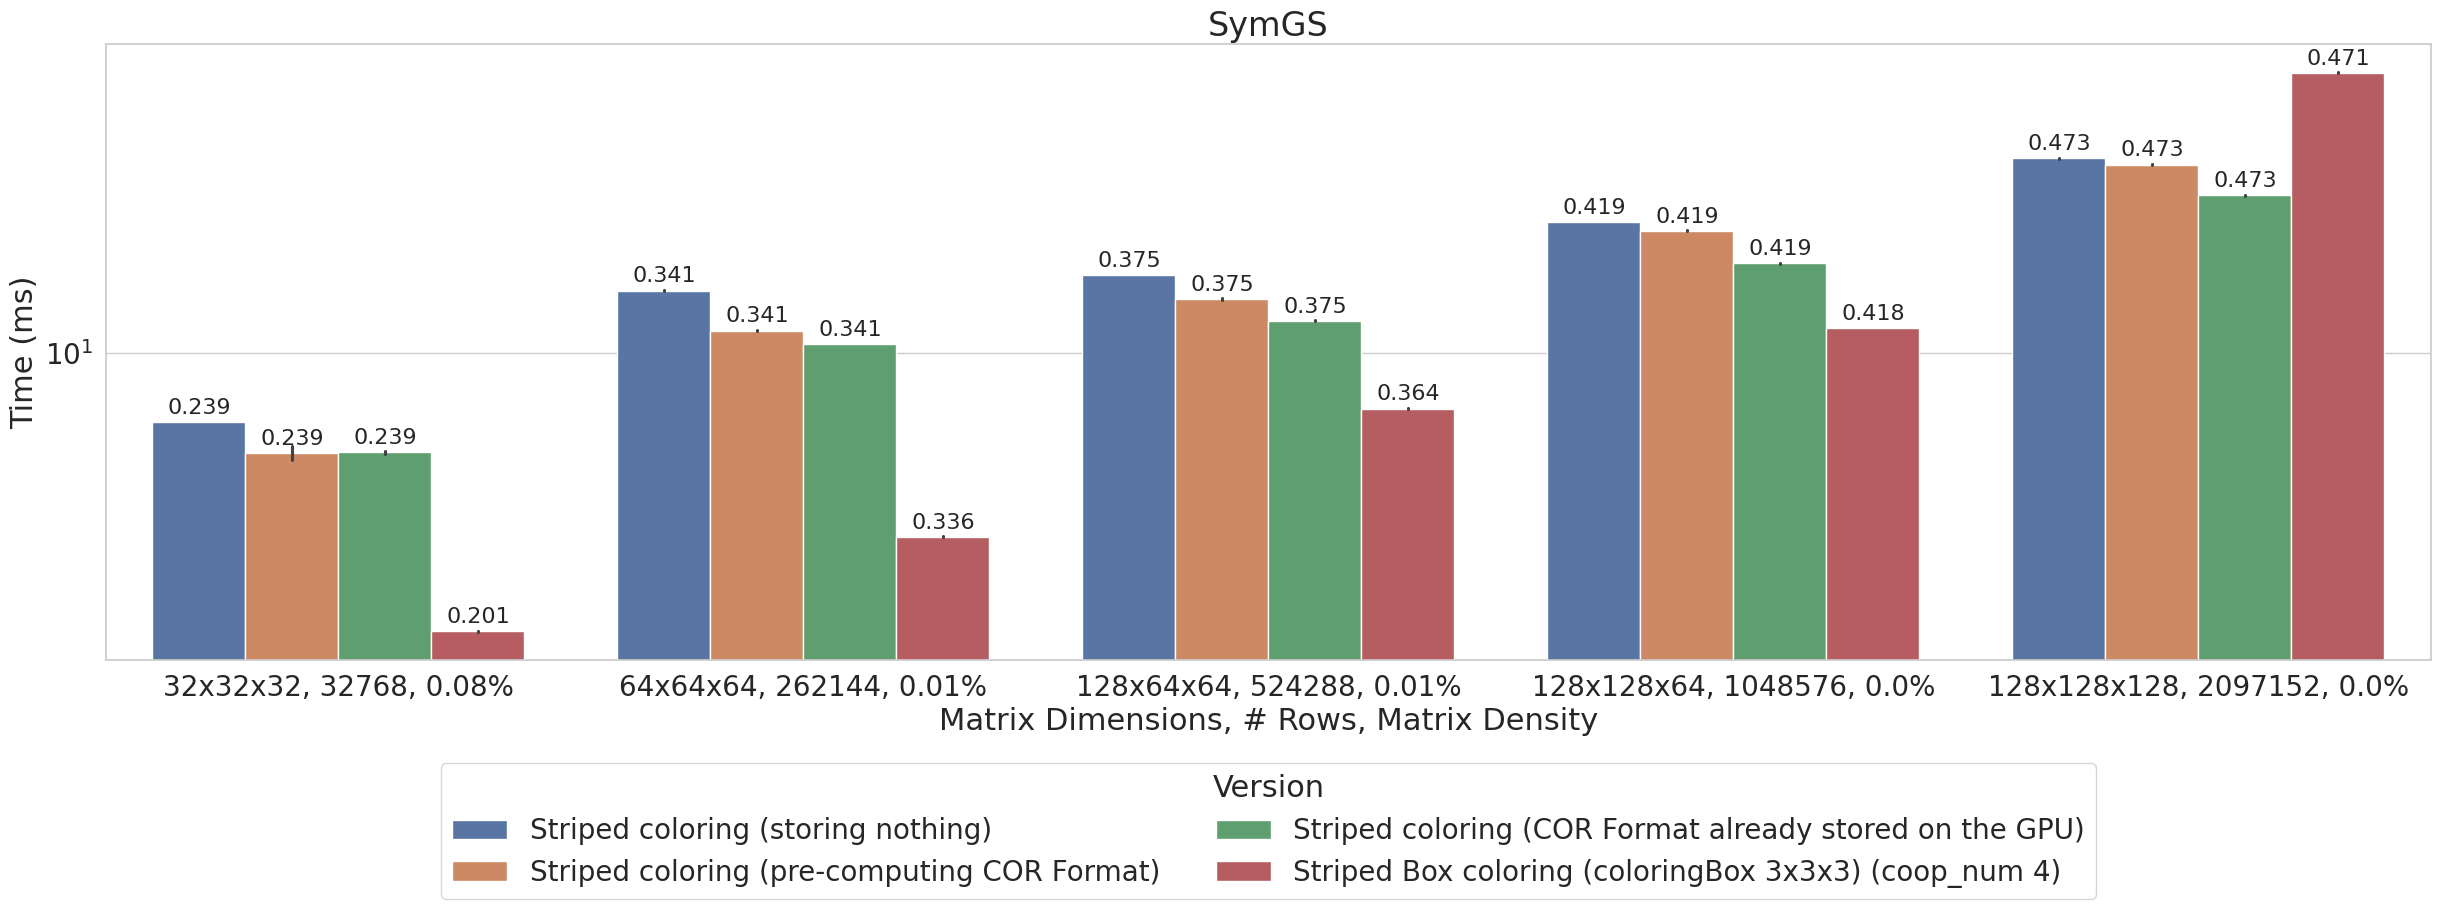 SymGS
Time (ms)
10¹
0.239
0.239
0.239
0.201
0.341
0.341
0.341
0.336
0.375
0.375
0.375
0.364
0.419
0.419
0.419
0.418
0.473
0.473
0.473
0.471
32x32x32, 32768, 0.08%
64x64x64, 262144, 0.01%
128x64x64, 524288, 0.01%
128x128x64, 1048576, 0.0%
128x128x128, 2097152, 0.0%
Matrix Dimensions, # Rows, Matrix Density
Version
Striped coloring (storing nothing)
Striped coloring (pre-computing COR Format)
Striped coloring (COR Format already stored on the GPU)
Striped Box coloring (coloringBox 3x3x3) (coop_num 4)